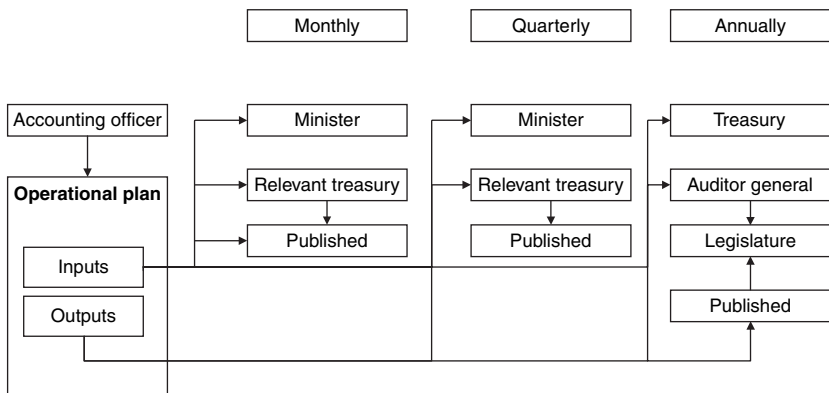 Monthly
Quarterly
Annually
Accounting officer
Minister
Minister
Treasury
Operational plan
Relevant treasury
Relevant treasury
Auditor general
Published
Published
Legislature
Inputs
Outputs
Published